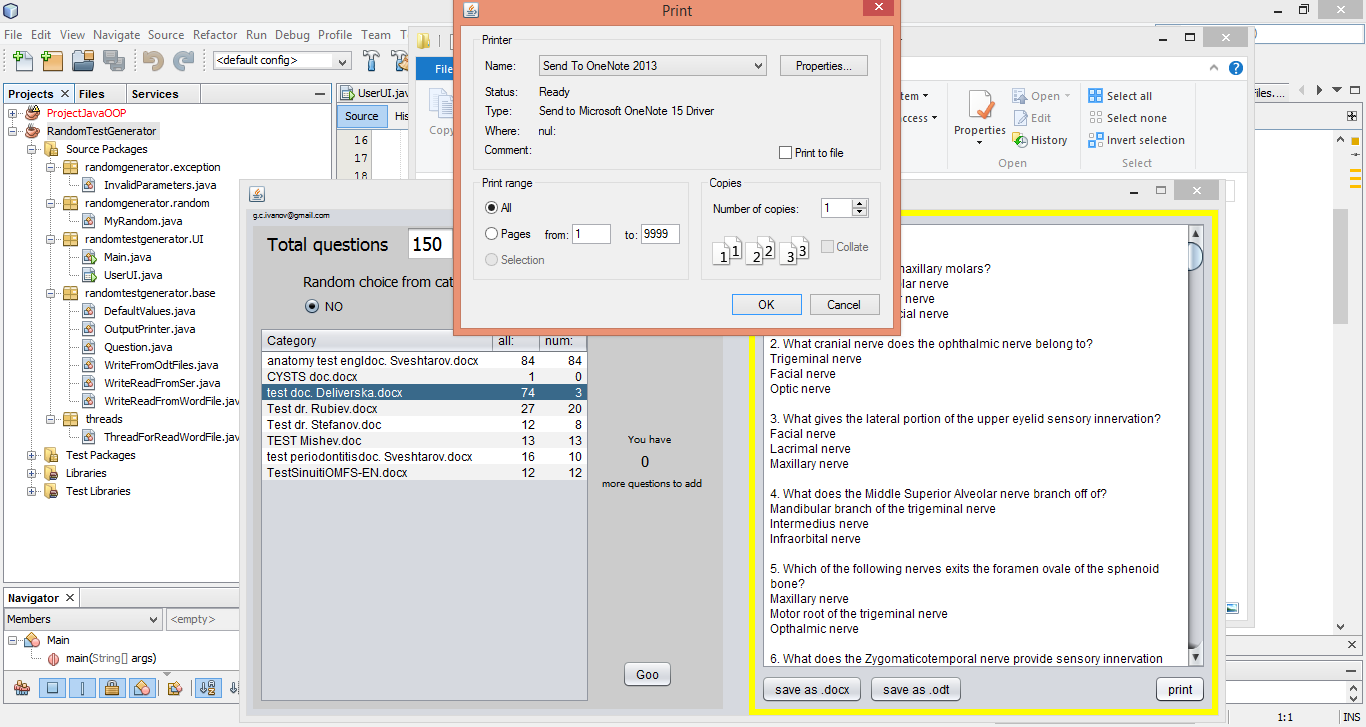 Print
File Edit View Navigate Source Refactor Run Debug Profile Team
<default config>
Projects Files Services
ProjectJavaOOP
RandomTestGenerator
Source Packages
randomgenerator.exception
InvalidParameters.java
randomgenerator.random
MyRandom.java
randomtestgenerator.UI
Main.java
UserUI.java
randomtestgenerator.base
DefaultValues.java
OutputPrinter.java
Question.java
WriteFromOdtFiles.java
WriteReadFromSer.java
WriteReadFromWordFile.java
threads
ThreadForReadWordFile.jav
Test Packages
Libraries
Test Libraries
Navigator
Members
<empty>
Main
main(String[] args)
UserUI.jav
Source His
16
17
18
File
Copy
tem
ccess
Properties
Open
Edit
History
Open
Select all
Select none
Invert selection
Select
iles....
Printer
Name: Send To OneNote 2013 Properties...
Status: Ready
Type: Send to Microsoft OneNote 15 Driver
Where: nul:
Comment:
Print to file
Print range
All
Pages from: 1 to: 9999
Selection
Copies
Number of copies: 1
1 1 2 2 3 3 Collate
OK Cancel
g.c.ivanov@gmail.com
Total questions 150
Random choice from cat
NO
Category all: num:
anatomy test engldoc. Sveshtarov.docx 84 84
CYSTS doc.docx 1 0
test doc. Deliverska.docx 74 3
Test dr. Rubiev.docx 27 20
Test dr. Stefanov.doc 12 8
TEST Mishev.doc 13 13
test periodontitisdoc. Sveshtarov.docx 16 10
TestSinuitiOMFS-EN.docx 12 12
You have
0
more questions to add
Goo
maxillary molars?
lar nerve
r nerve
cial nerve
2. What cranial nerve does the ophthalmic nerve belong to?
Trigeminal nerve
Facial nerve
Optic nerve
3. What gives the lateral portion of the upper eyelid sensory innervation?
Facial nerve
Lacrimal nerve
Maxillary nerve
4. What does the Middle Superior Alveolar nerve branch off of?
Mandibular branch of the trigeminal nerve
Intermedius nerve
Infraorbital nerve
5. Which of the following nerves exits the foramen ovale of the sphenoid
bone?
Maxillary nerve
Motor root of the trigeminal nerve
Opthalmic nerve
6. What does the Zygomaticotemporal nerve provide sensory innervation
save as .docx save as .odt print
1:1 INS